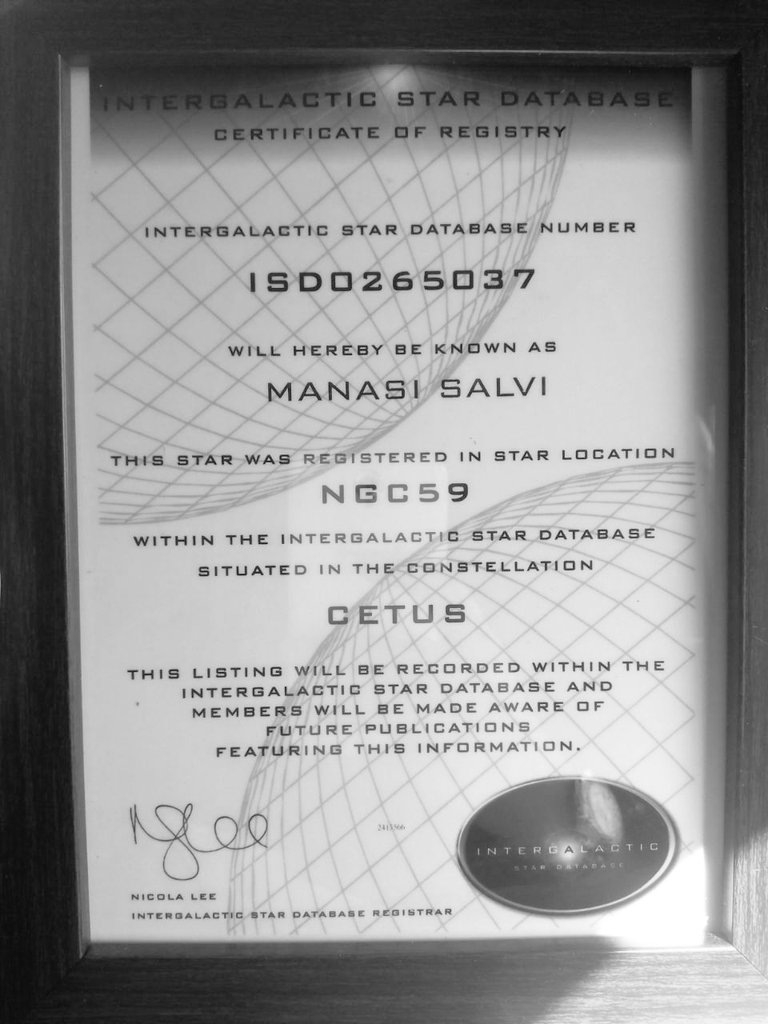 INTERGALACTIC STAR DATABASE
CERTIFICATE OF REGISTRY
INTERGALACTIC STAR DATABASE NUMBER
ISD0265037
WILL HEREBY BE KNOWN AS
MANASI SALVI
THIS STAR WAS REGISTERED IN STAR LOCATION
NGC59
WITHIN THE INTERGALACTIC STAR DATABASE
SITUATED IN THE CONSTELLATION
CETUS
THIS LISTING WILL BE RECORDED WITHIN THE
INTERGALACTIC STAR DATABASE AND
MEMBERS WILL BE MADE AWARE OF
FUTURE PUBLICATIONS
FEATURING THIS INFORMATION.
NLee
2413566
INTERGALACTIC
STAR DATABASE
NICOLA LEE
INTERGALACTIC STAR DATABASE REGISTRAR